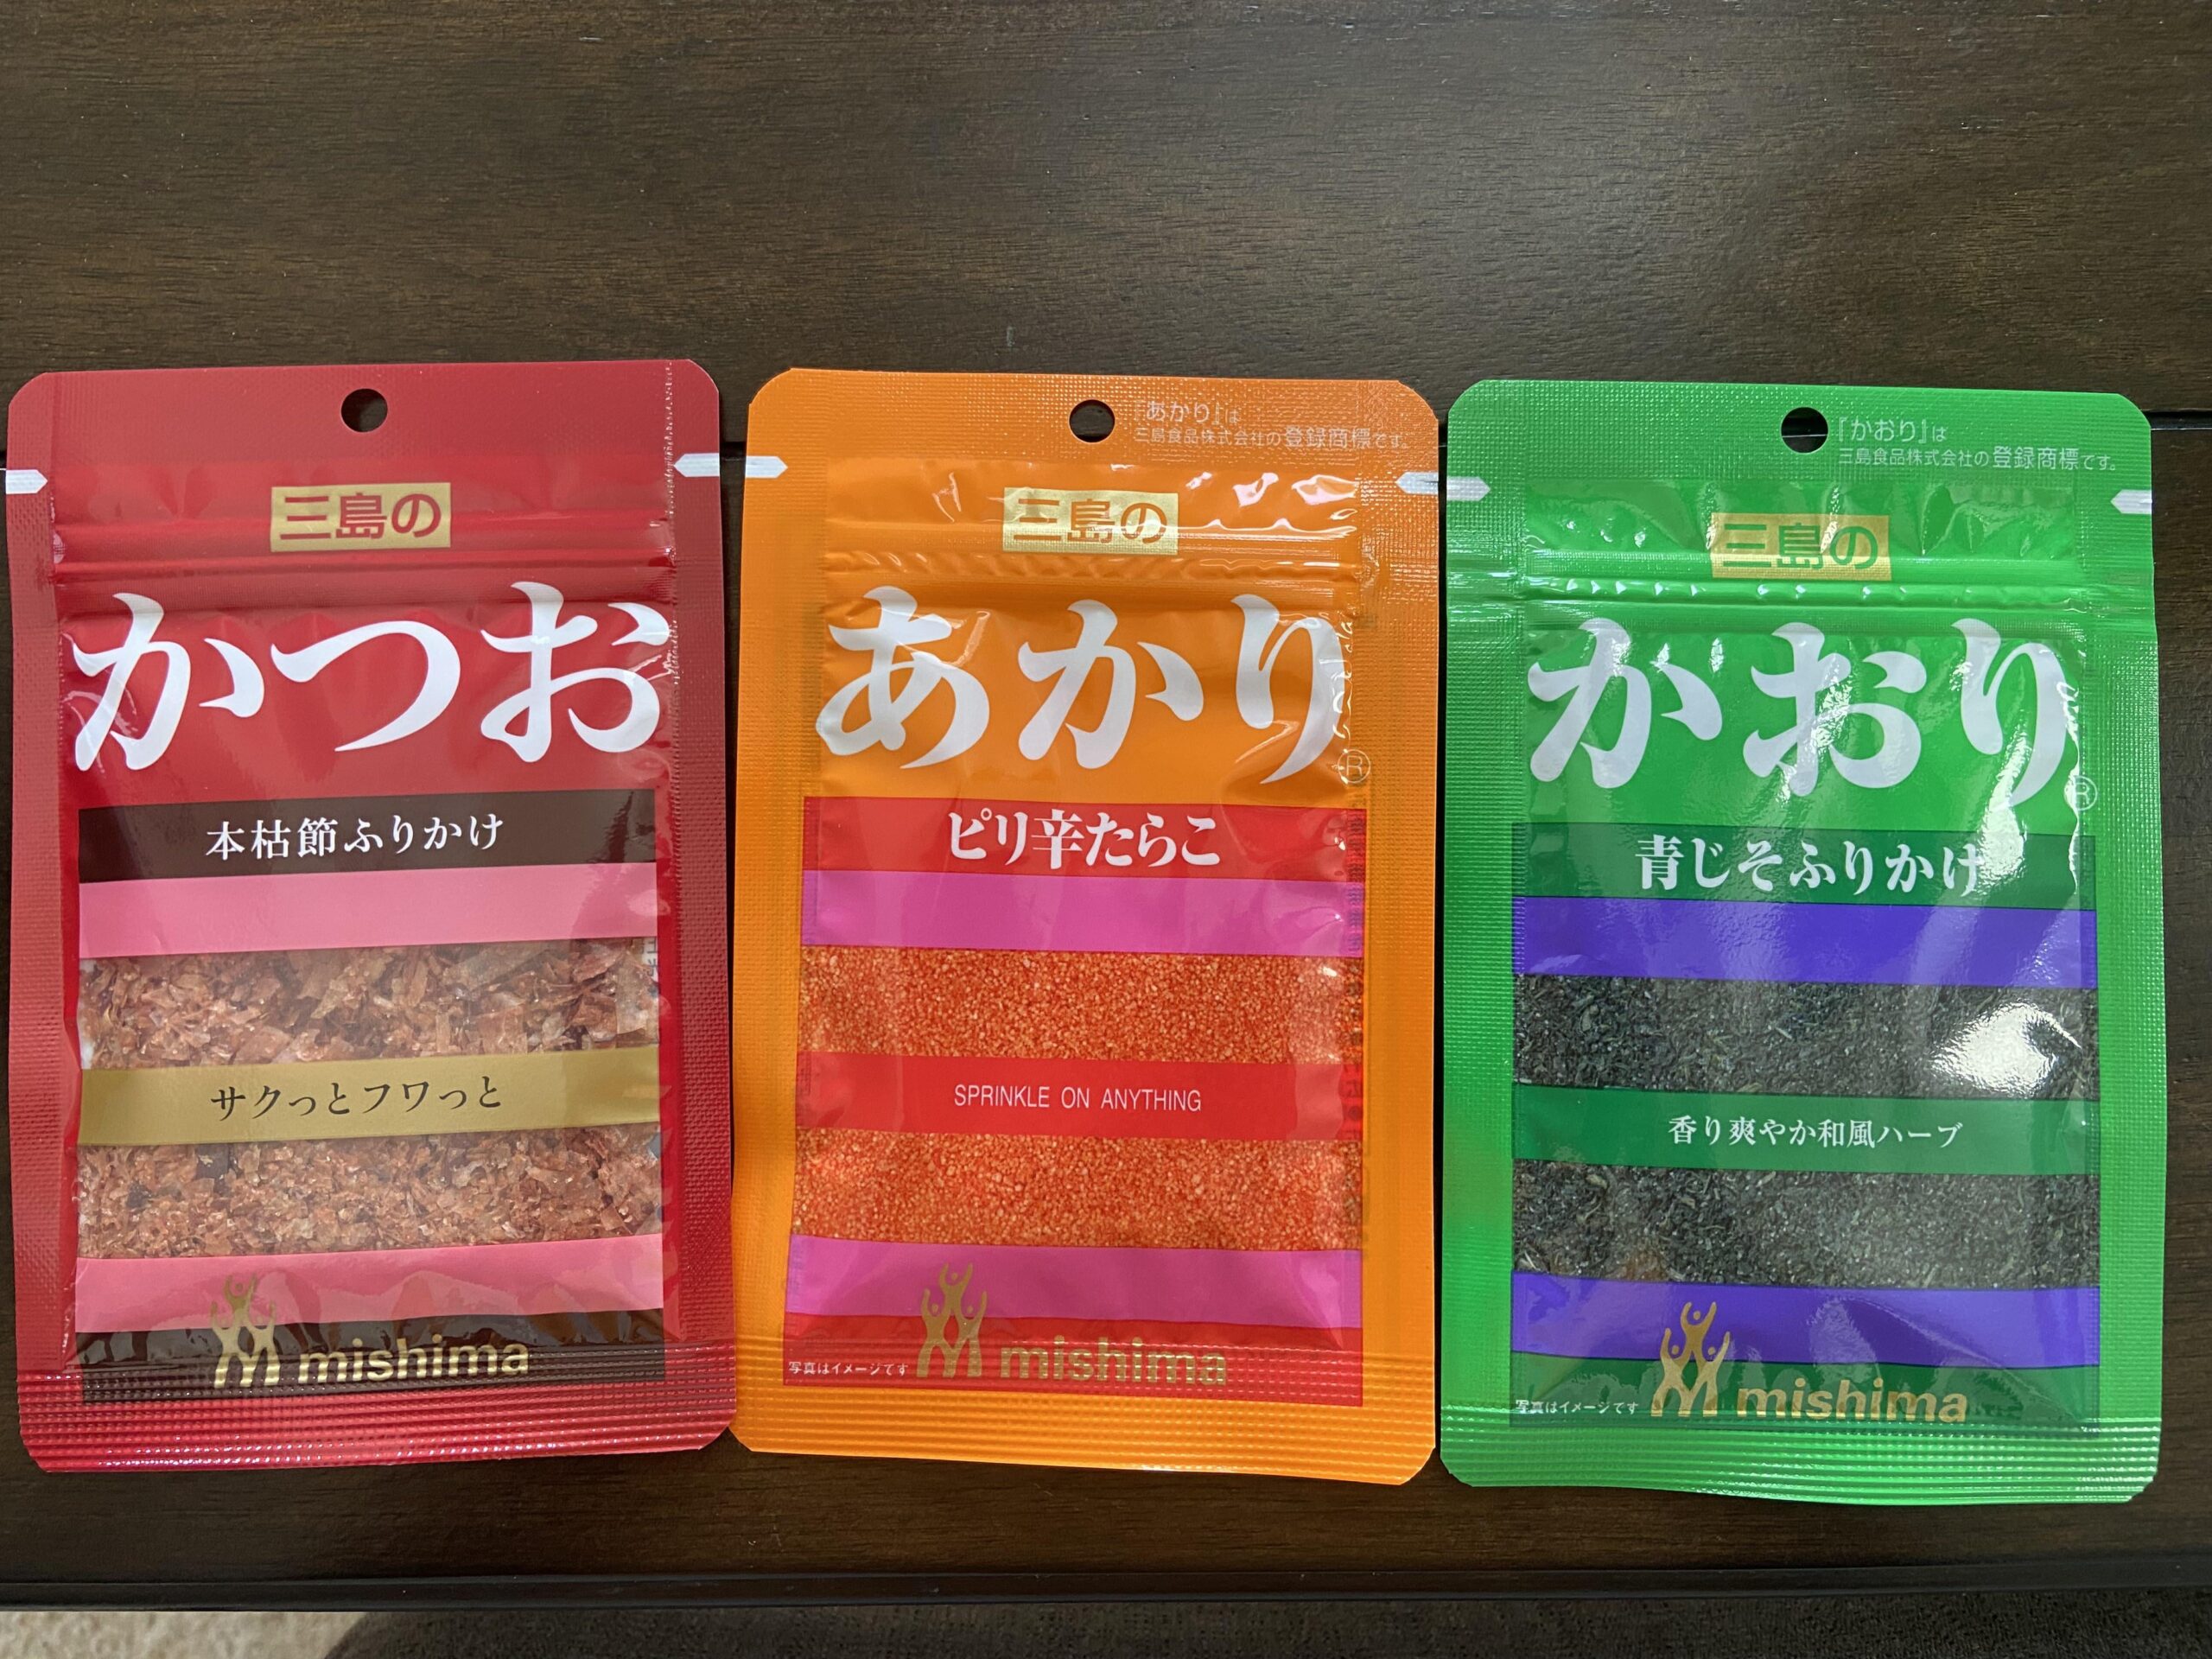 三島の
かつお
本枯節ふりかけ
サクっとフワっと
mishima
『あかり』は
三島食品株式会社の登録商標です。
三島の
あかり®
ピリ辛たらこ
SPRINKLE ON ANYTHING
写真はイメージです
mishima
『かおり』は
三島食品株式会社の登録商標です。
三島の
かおり®
青じそふりかけ
香り爽やか和風ハーブ
写真はイメージです
mishima